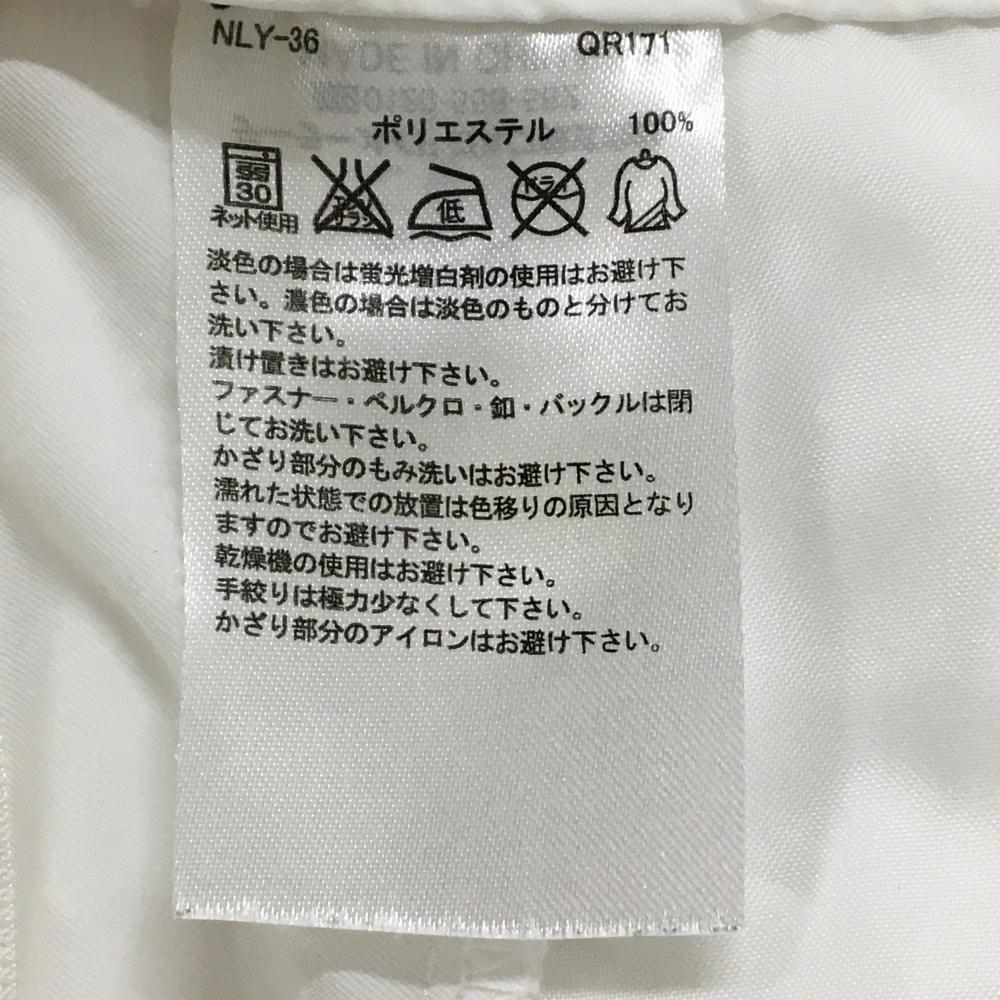 NLY-36 QR171
ポリエステル 100%
弱
30
ネット使用
低
ドライ
淡色の場合は蛍光増白剤の使用はお避け下
さい。濃色の場合は淡色のものと分けてお
洗い下さい。
漬け置きはお避け下さい。
ファスナー・ベルクロ・釦・バックルは閉
じてお洗い下さい。
かざり部分のもみ洗いはお避け下さい。
濡れた状態での放置は色移りの原因となり
ますのでお避け下さい。
乾燥機の使用はお避け下さい。
手絞りは極力少なくして下さい。
かざり部分のアイロンはお避け下さい。